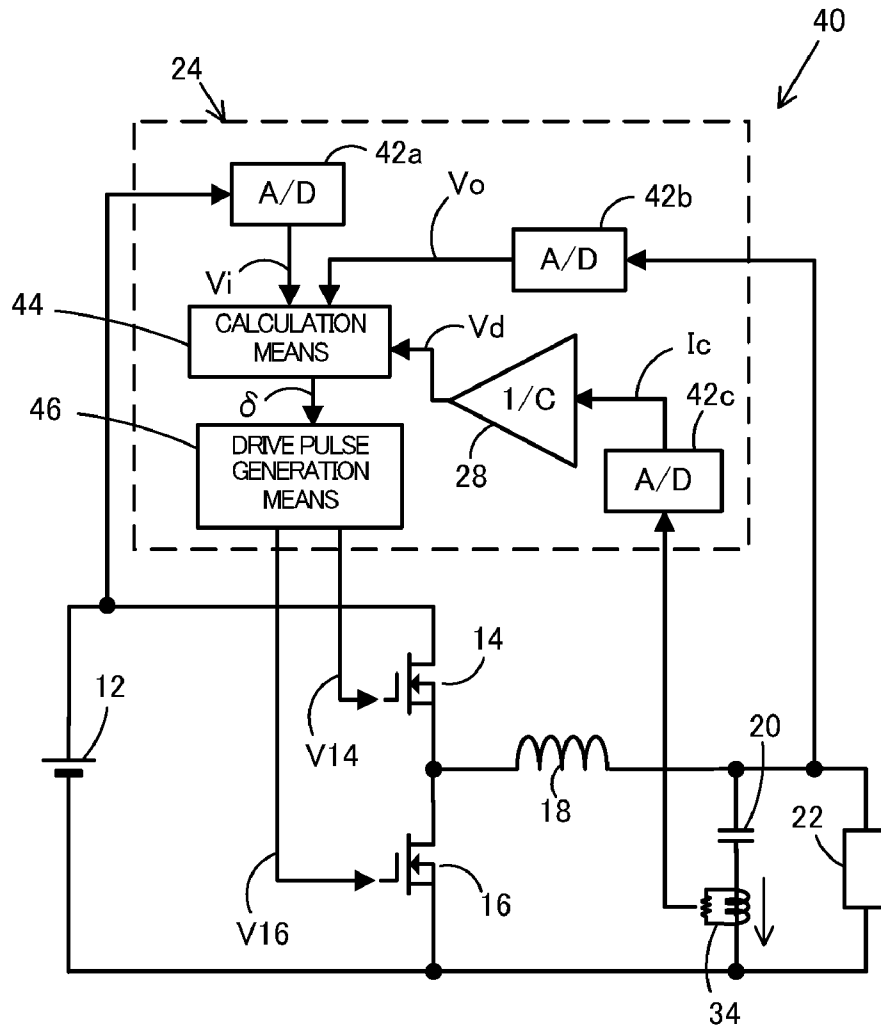 40
24
42a
A/D
Vo
42b
A/D
Vi
44
CALCULATION
MEANS
Vd
Ic
1/C
42c
δ
46
DRIVE PULSE
GENERATION
MEANS
28
A/D
14
12
V14
20
18
22
16
V16
34